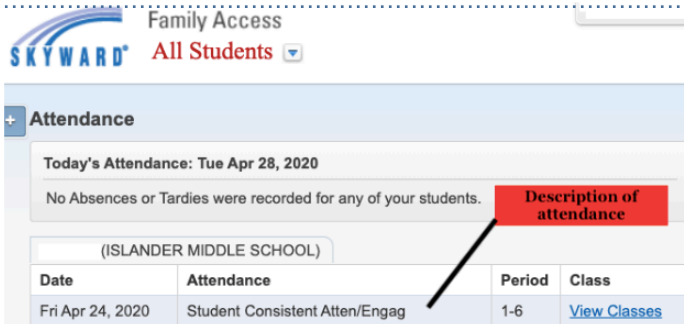 Family Access
SKYWARD®
All Students
Attendance
Today's Attendance: Tue Apr 28, 2020
No Absences or Tardies were recorded for any of your students.
Description of
attendance
(ISLANDER MIDDLE SCHOOL)
Date Attendance Period Class
Fri Apr 24, 2020 Student Consistent Atten/Engag 1-6 View Classes